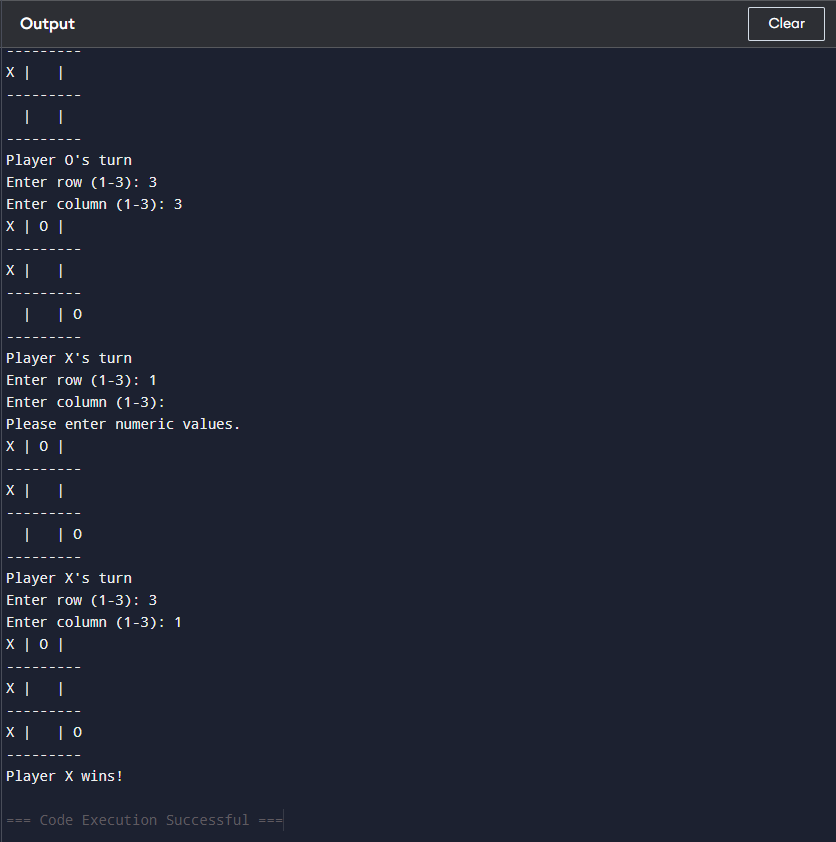 Output
Clear
---------
X |   |
---------
  |   |
---------
Player O's turn
Enter row (1-3): 3
Enter column (1-3): 3
X | O |
---------
X |   |
---------
  |   | O
---------
Player X's turn
Enter row (1-3): 1
Enter column (1-3):
Please enter numeric values.
X | O |
---------
X |   |
---------
  |   | O
---------
Player X's turn
Enter row (1-3): 3
Enter column (1-3): 1
X | O |
---------
X |   |
---------
X |   | O
---------
Player X wins!
=== Code Execution Successful ===